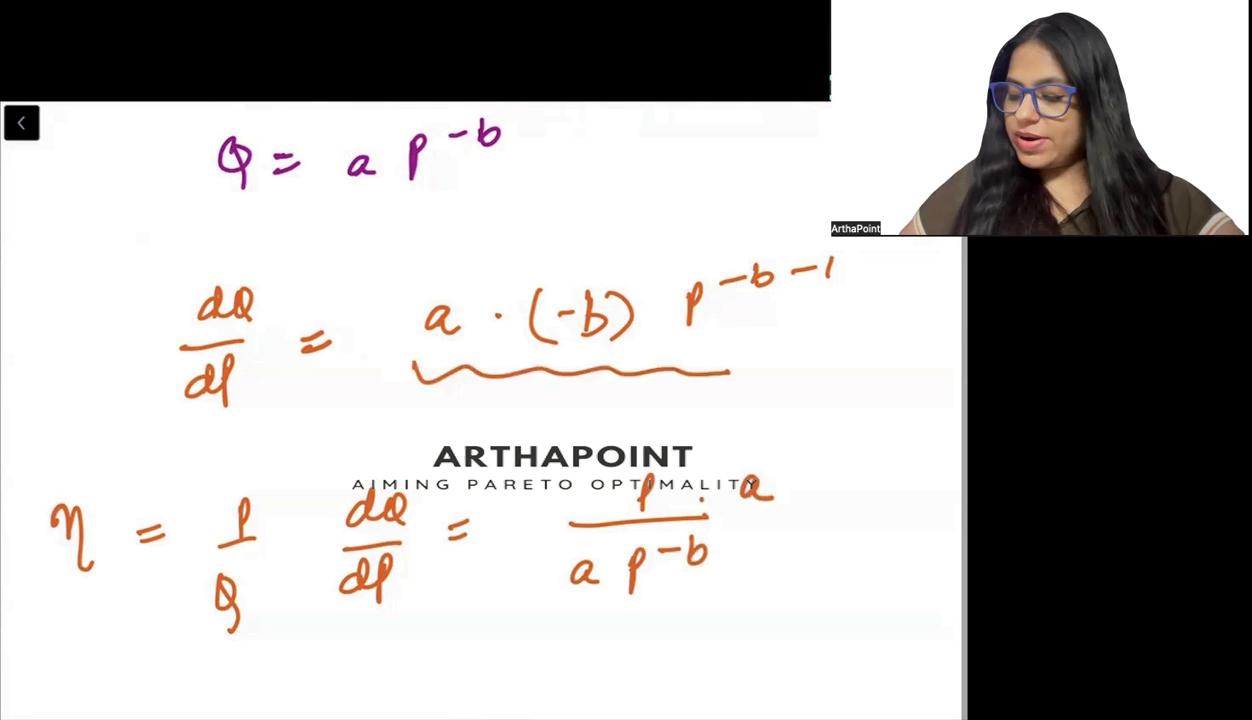 ArthaPoint
Q = a p^{-b}
dQ/dp = a · (-b) p^{-b-1}
ARTHAPOINT
AIMING PARETO OPTIMALITY
η = p/Q dQ/dp = p/(a p^{-b}) · a